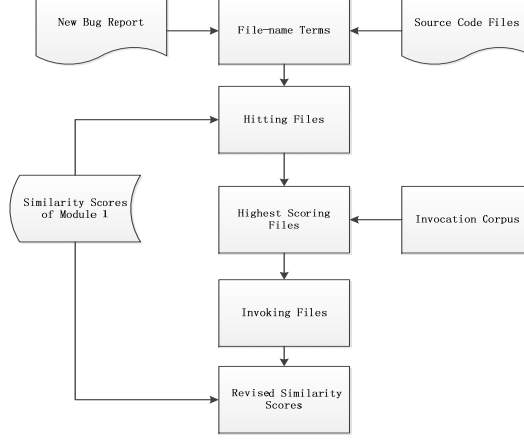 New Bug Report
File-name Terms
Source Code Files
Hitting Files
Similarity Scores
of Module 1
Highest Scoring
Files
Invocation Corpus
Invoking Files
Revised Similarity
Scores